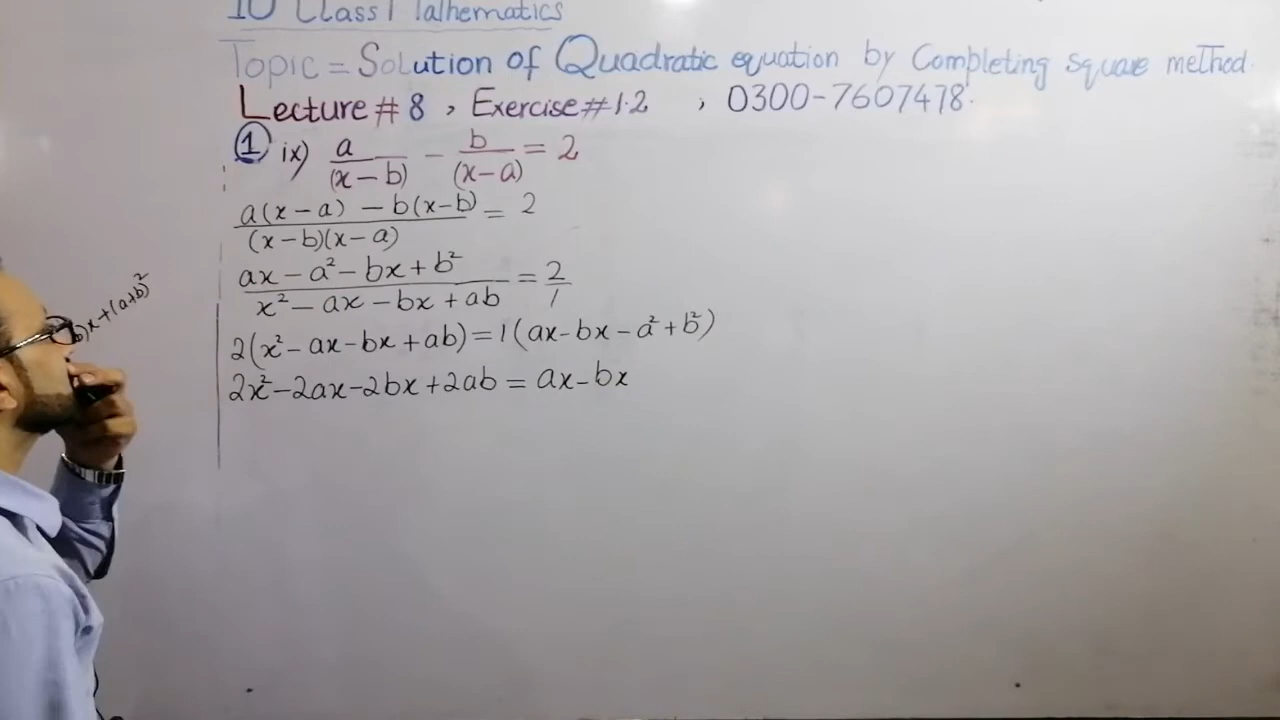 10 Class Mathematics
Topic = Solution of Quadratic equation by Completing square method.
Lecture # 8 , Exercise # 1.2 , 0300-7607478.
① ix) a/(x – b) – b/(x–a) = 2
a(x – a) – b(x–b)/(x – b)(x – a) = 2
ax – a² – bx + b²/x² – ax – bx + ab = 2/1
2(x² – ax – bx + ab) = 1(ax – bx – a² + b²)
2x² – 2ax – 2bx + 2ab = ax – bx
)x + (a+b)²